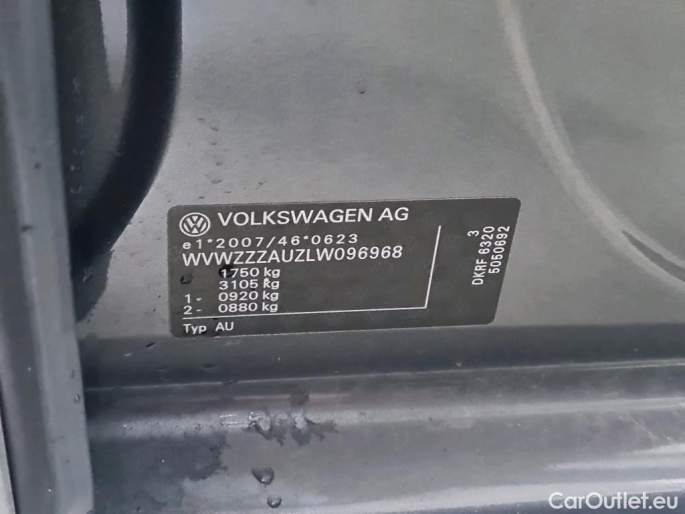 VOLKSWAGEN AG
e1*2007/46*0623
WVWZZZAUZLW096968
1750 kg
3105 kg
1- 0920 kg
2- 0880 kg
Typ AU
3
DKRF 6320
5050692
CarOutlet.eu